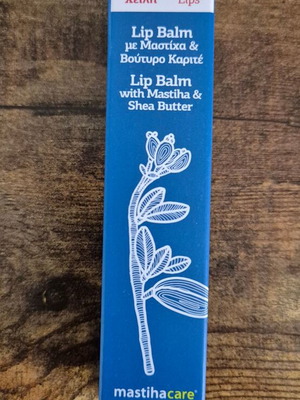 Χείλη Lips
Lip Balm
με Μαστίχα &
Βούτυρο Καριτέ
Lip Balm
with Mastiha &
Shea Butter
mastihacare®